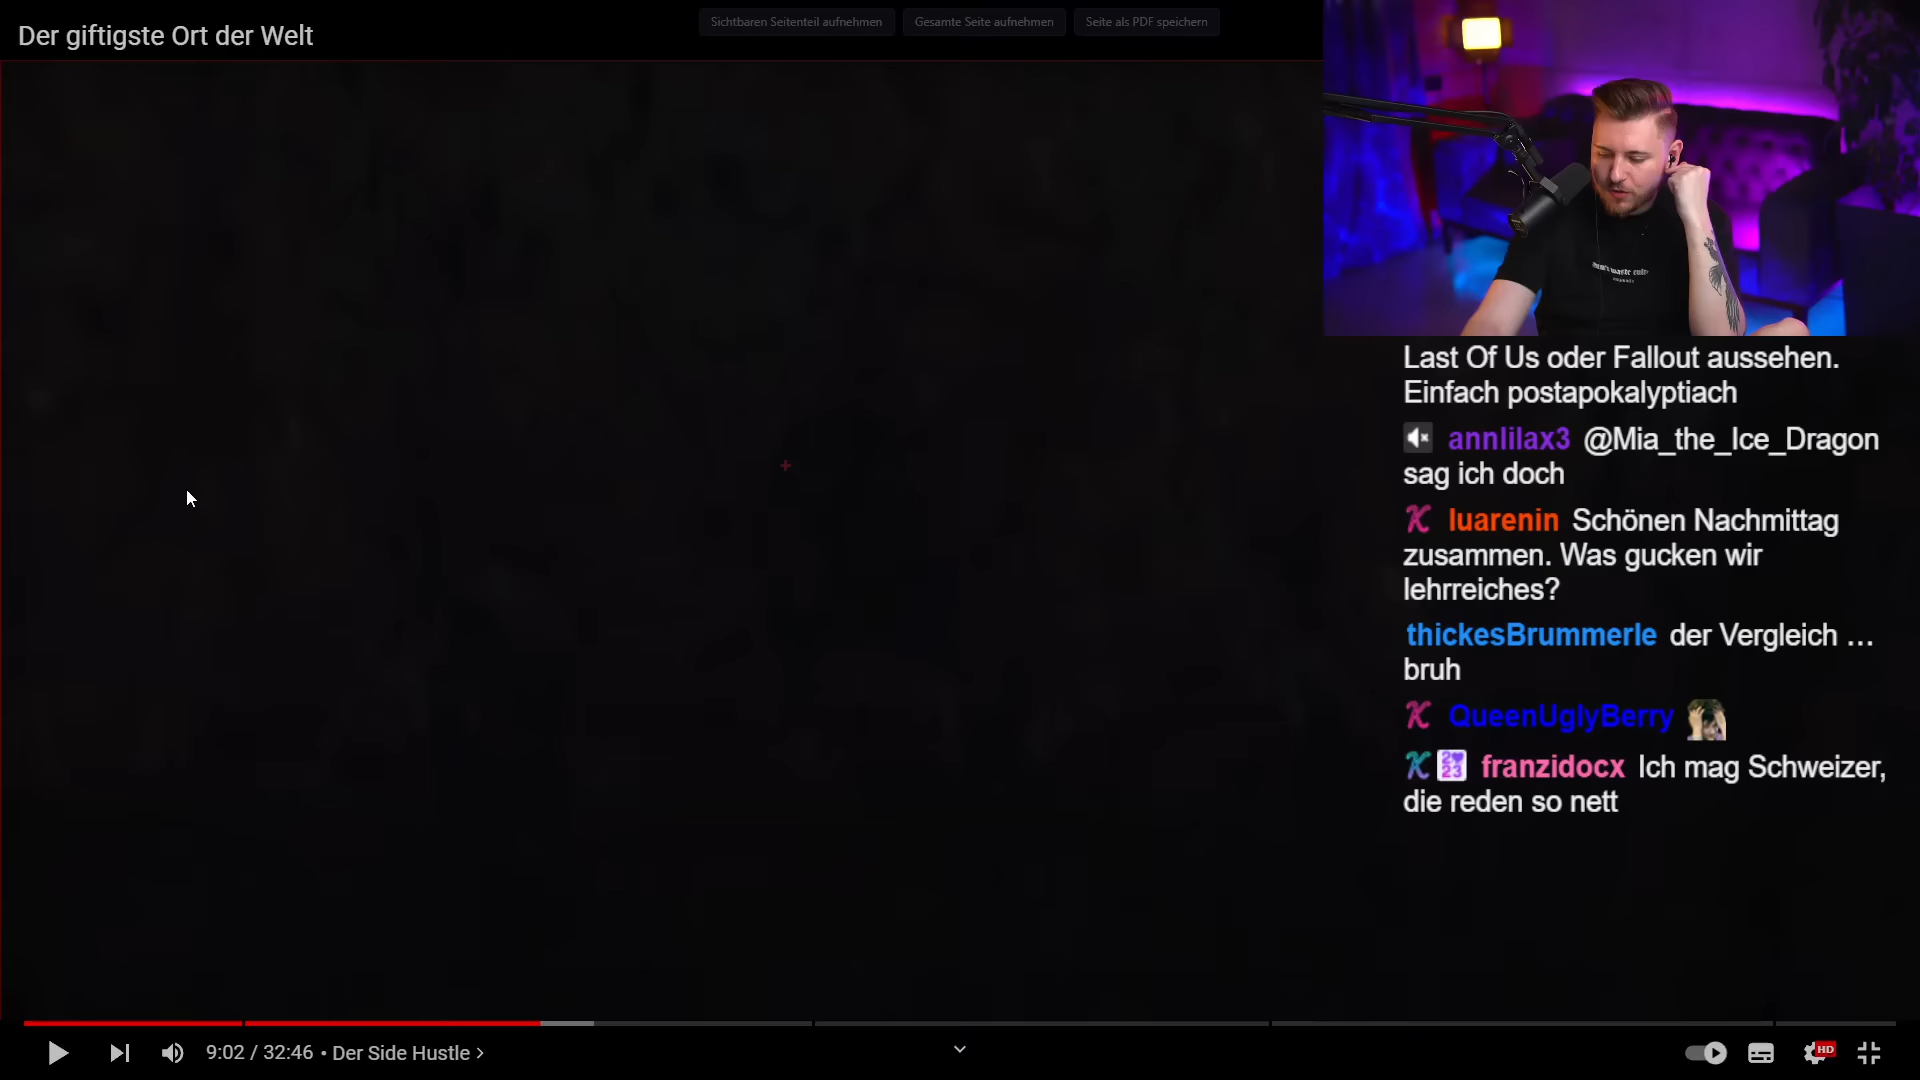 Der giftigste Ort der Welt
Sichtbaren Seitenteil aufnehmen
Gesamte Seite aufnehmen
Seite als PDF speichern
Last Of Us oder Fallout aussehen.
Einfach postapokalyptiach
annlilax3 @Mia_the_Ice_Dragon
sag ich doch
luarenin Schönen Nachmittag
zusammen. Was gucken wir
lehrreiches?
thickesBrummerle der Vergleich ...
bruh
QueenUglyBerry
franzidocx Ich mag Schweizer,
die reden so nett
9:02 / 32:46 • Der Side Hustle
HD